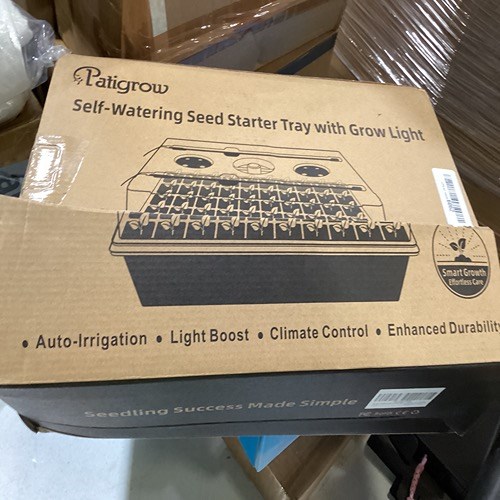 Patigrow
Self-Watering Seed Starter Tray with Grow Light
Smart Growth
Effortless Care
• Auto-Irrigation • Light Boost • Climate Control • Enhanced Durability
Seedling Success Made Simple